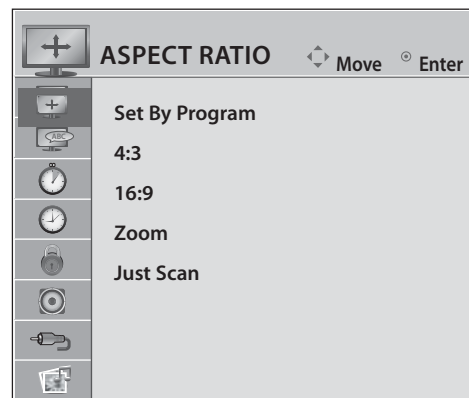 ASPECT RATIO Move Enter
ABC
Set By Program
4:3
16:9
Zoom
Just Scan